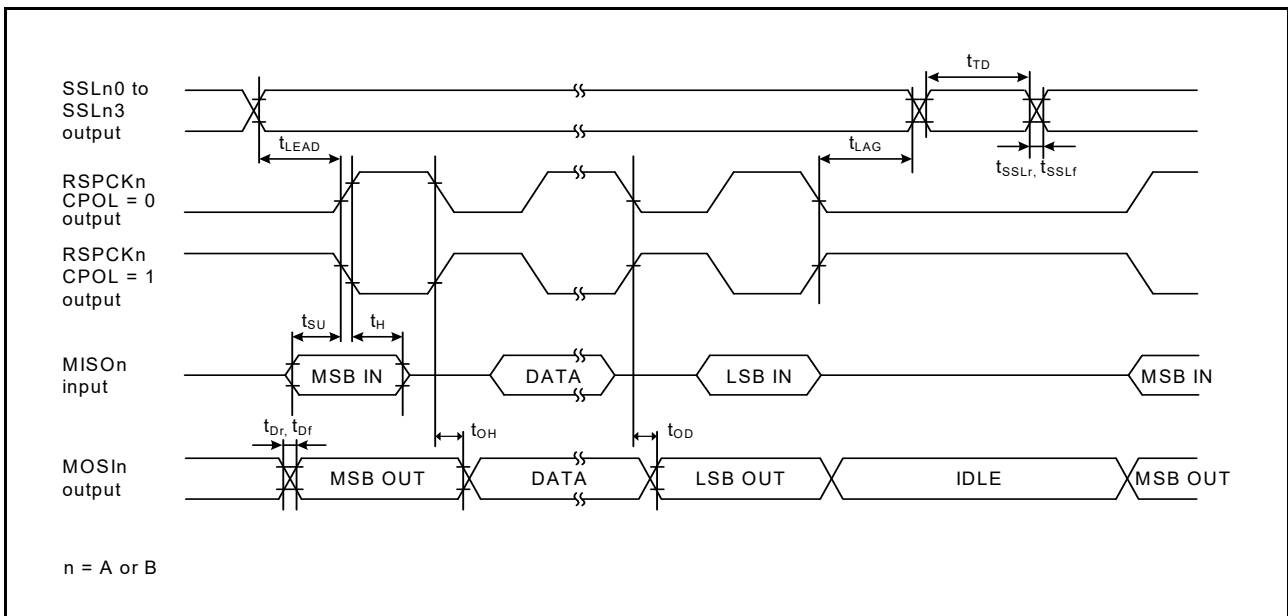 SSLn0 to
SSLn3
output
tTD
tLEAD
tLAG
tSSLr, tSSLf
RSPCKn
CPOL = 0
output
RSPCKn
CPOL = 1
output
tSU
tH
MISOn
input
MSB IN
DATA
LSB IN
MSB IN
tDr, tDf
tOH
tOD
MOSIn
output
MSB OUT
DATA
LSB OUT
IDLE
MSB OUT
n = A or B